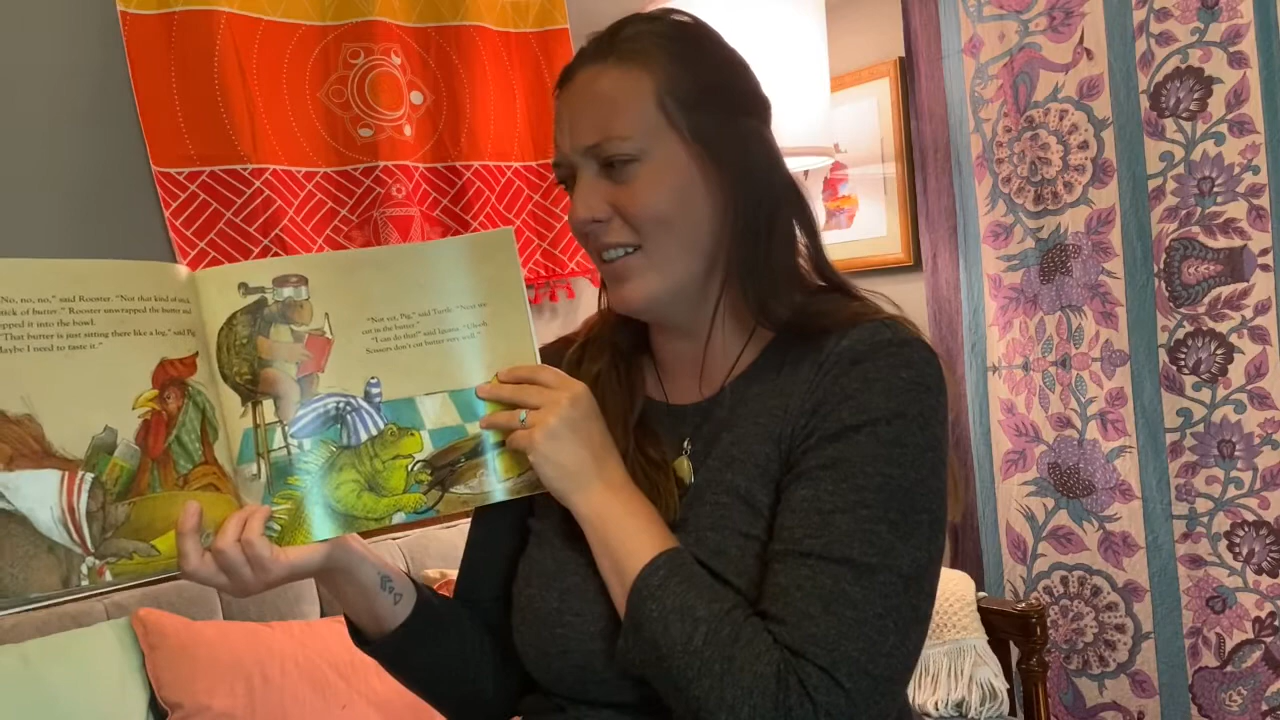 "No, no, no," said Rooster. "Not that kind of stick,
stick of butter." Rooster unwrapped the butter and
pped it into the bowl.
"That butter is just sitting there like a log," said Pig
Maybe I need to taste it."
"Not yet, Pig," said Turtle. "Next we
cut in the butter."
"I can do that!" said Iguana. "Uhooh.
Scissors don't cut butter very well."